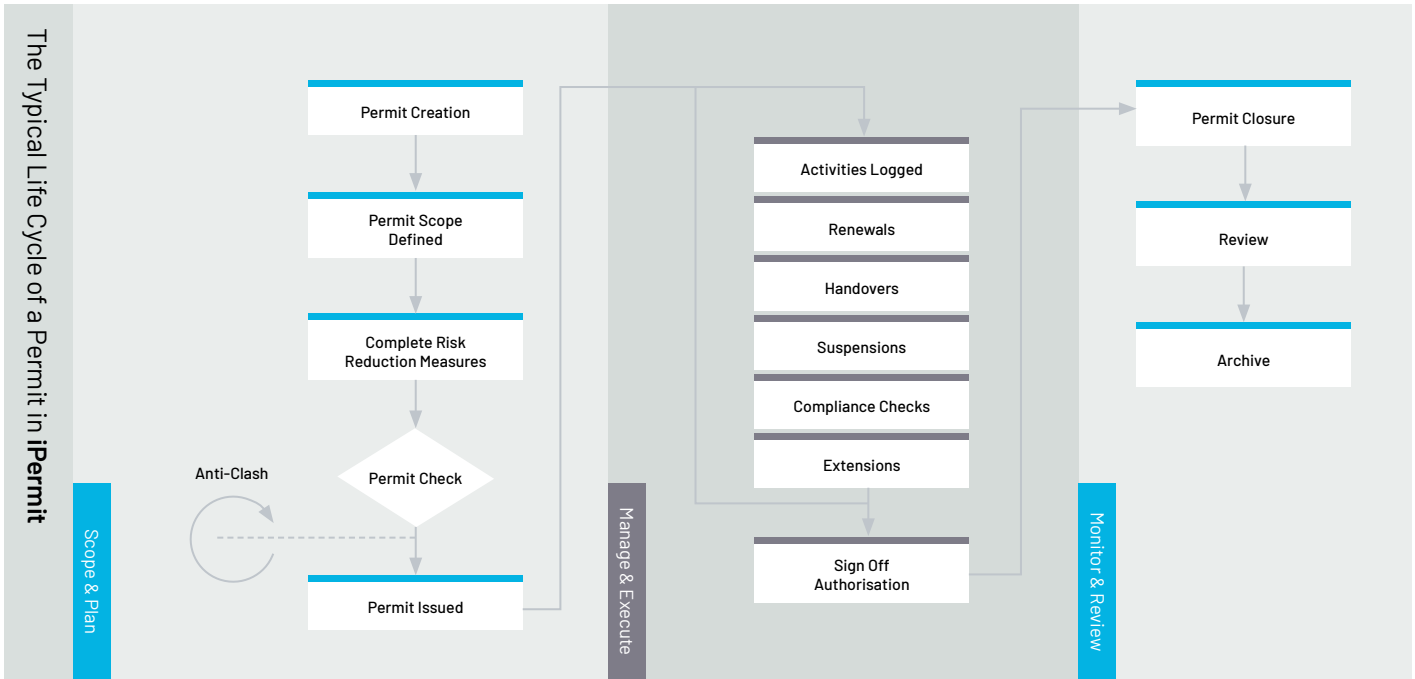 The Typical Life Cycle of a Permit in iPermit
Scope & Plan
Permit Creation
Permit Scope
Defined
Complete Risk
Reduction Measures
Permit Check
Anti-Clash
Permit Issued
Manage & Execute
Activities Logged
Renewals
Handovers
Suspensions
Compliance Checks
Extensions
Sign Off
Authorisation
Monitor & Review
Permit Closure
Review
Archive